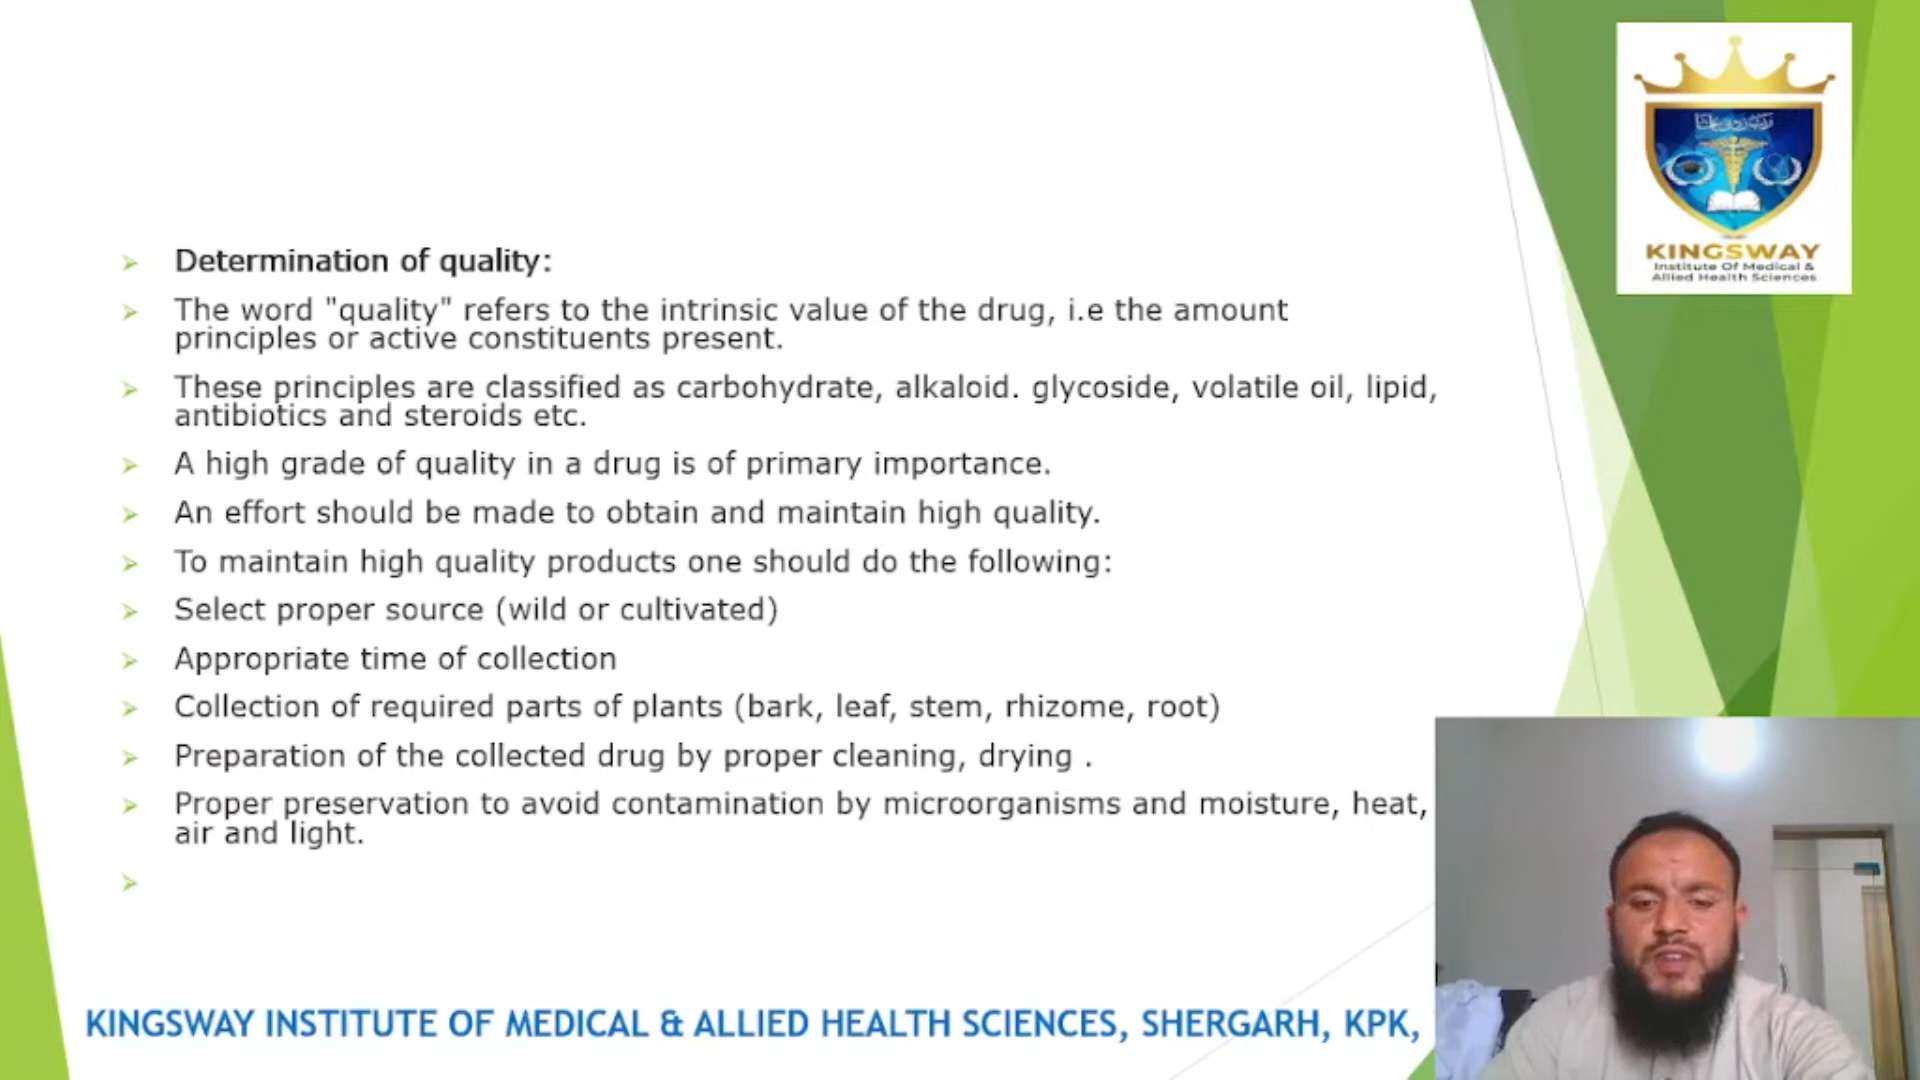 Determination of quality:
The word "quality" refers to the intrinsic value of the drug, i.e the amount
principles or active constituents present.
These principles are classified as carbohydrate, alkaloid. glycoside, volatile oil, lipid,
antibiotics and steroids etc.
A high grade of quality in a drug is of primary importance.
An effort should be made to obtain and maintain high quality.
To maintain high quality products one should do the following:
Select proper source (wild or cultivated)
Appropriate time of collection
Collection of required parts of plants (bark, leaf, stem, rhizome, root)
Preparation of the collected drug by proper cleaning, drying .
Proper preservation to avoid contamination by microorganisms and moisture, heat,
air and light.
KINGSWAY INSTITUTE OF MEDICAL & ALLIED HEALTH SCIENCES, SHERGARH, KPK,
KINGSWAY
Institute Of Medical &
Allied Health Sciences